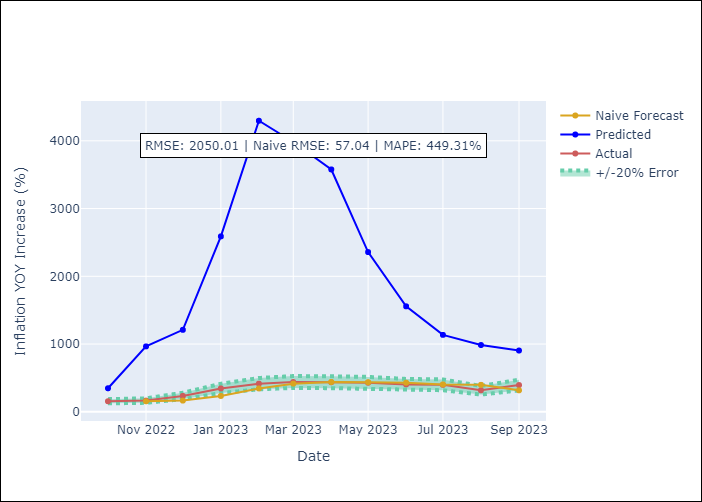 RMSE: 2050.01 | Naive RMSE: 57.04 | MAPE: 449.31%
Naive Forecast
Predicted
Actual
+/-20% Error
Inflation YOY Increase (%)
4000
3000
2000
1000
0
Nov 2022
Jan 2023
Mar 2023
May 2023
Jul 2023
Sep 2023
Date